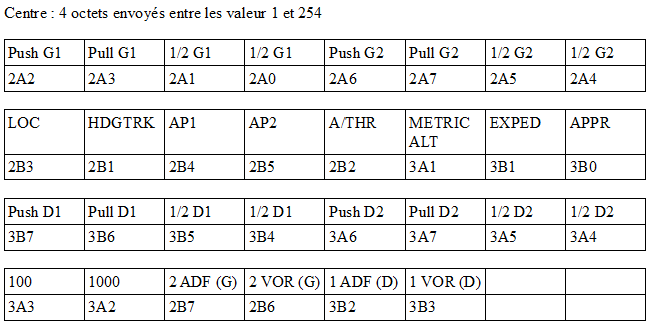 Centre : 4 octets envoyés entre les valeur 1 et 254
Push G1 Pull G1 1/2 G1 1/2 G1 Push G2 Pull G2 1/2 G2 1/2 G2
2A2 2A3 2A1 2A0 2A6 2A7 2A5 2A4
LOC HDGTRK AP1 AP2 A/THR METRIC EXPED APPR
ALT
2B3 2B1 2B4 2B5 2B2 3A1 3B1 3B0
Push D1 Pull D1 1/2 D1 1/2 D1 Push D2 Pull D2 1/2 D2 1/2 D2
3B7 3B6 3B5 3B4 3A6 3A7 3A5 3A4
100 1000 2 ADF (G) 2 VOR (G) 1 ADF (D) 1 VOR (D)
3A3 3A2 2B7 2B6 3B2 3B3